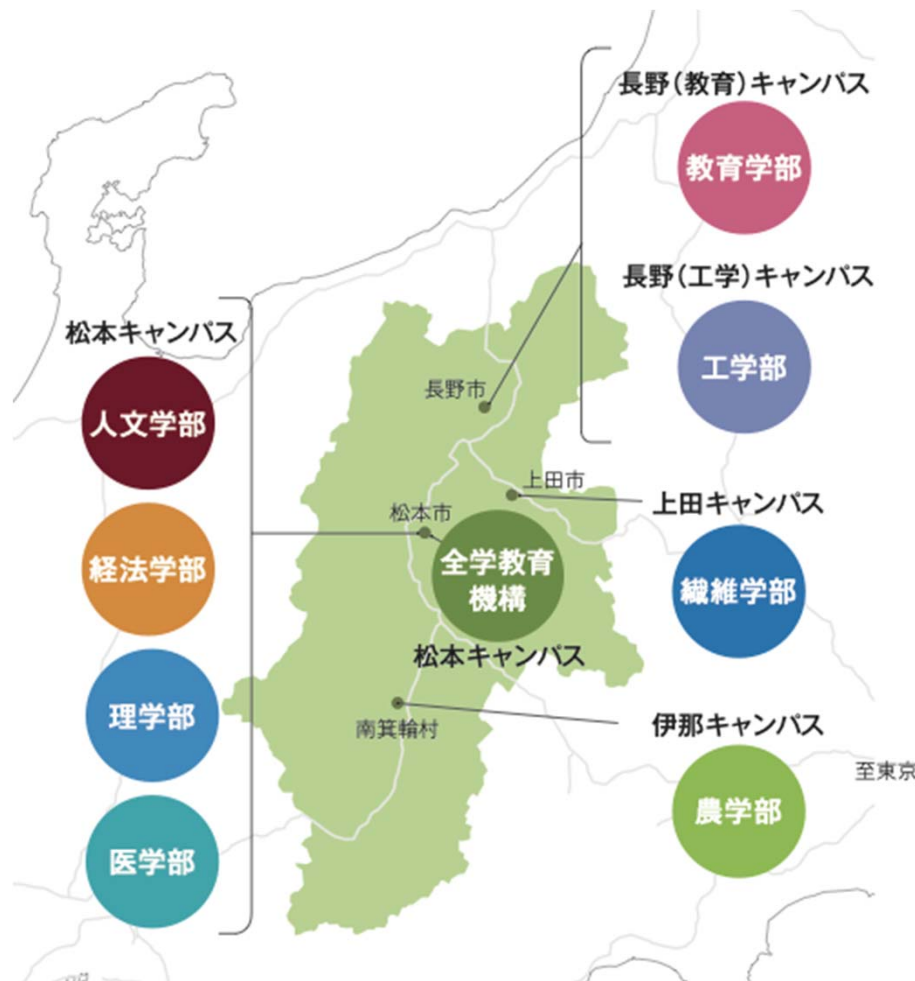 長野(教育)キャンパス
教育学部
長野(工学)キャンパス
工学部
松本キャンパス
人文学部
経法学部
理学部
医学部
長野市
上田市
松本市
全学教育
機構
松本キャンパス
南箕輪村
上田キャンパス
繊維学部
伊那キャンパス
農学部
至東京